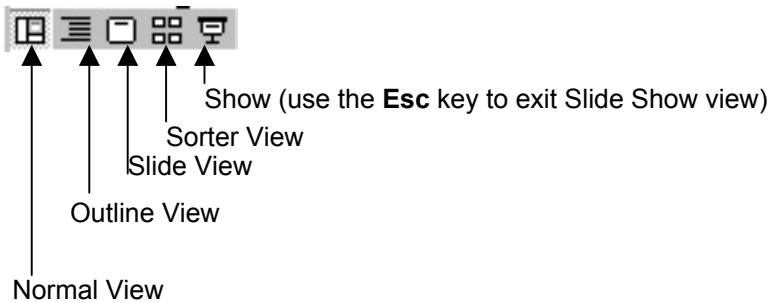 Show (use the Esc key to exit Slide Show view)
Sorter View
Slide View
Outline View
Normal View